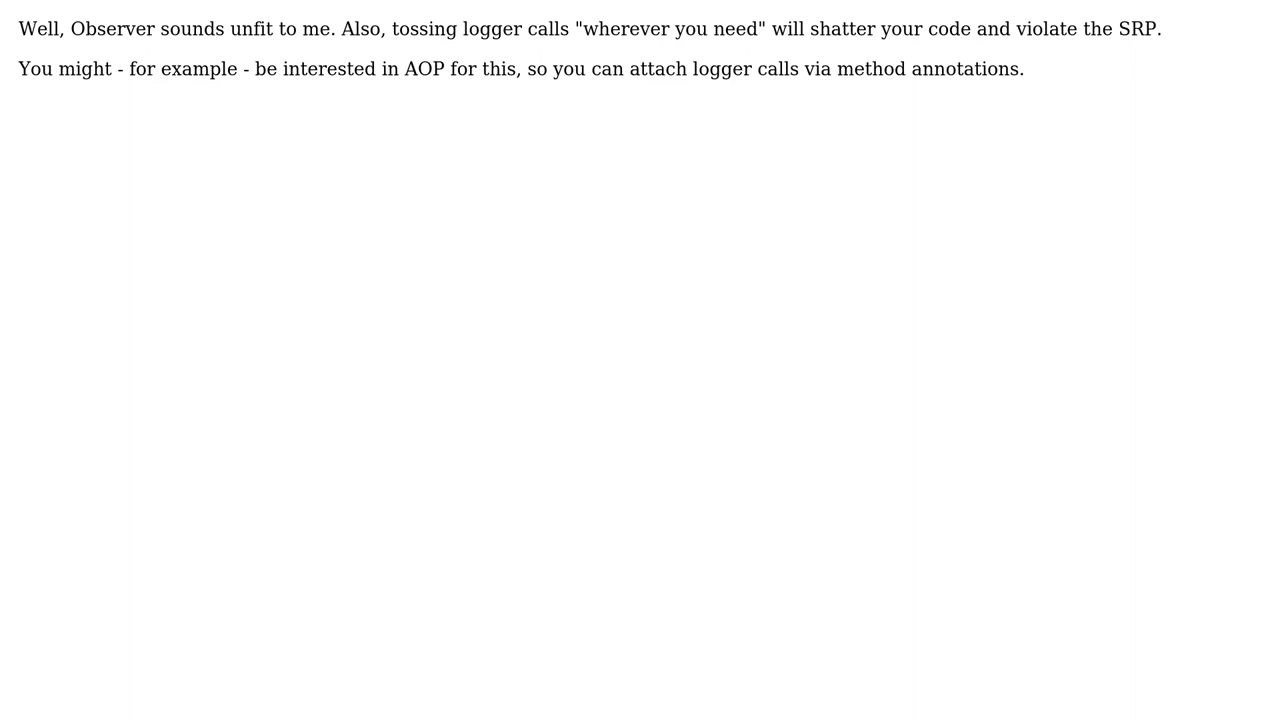 Well, Observer sounds unfit to me. Also, tossing logger calls "wherever you need" will shatter your code and violate the SRP.
You might - for example - be interested in AOP for this, so you can attach logger calls via method annotations.